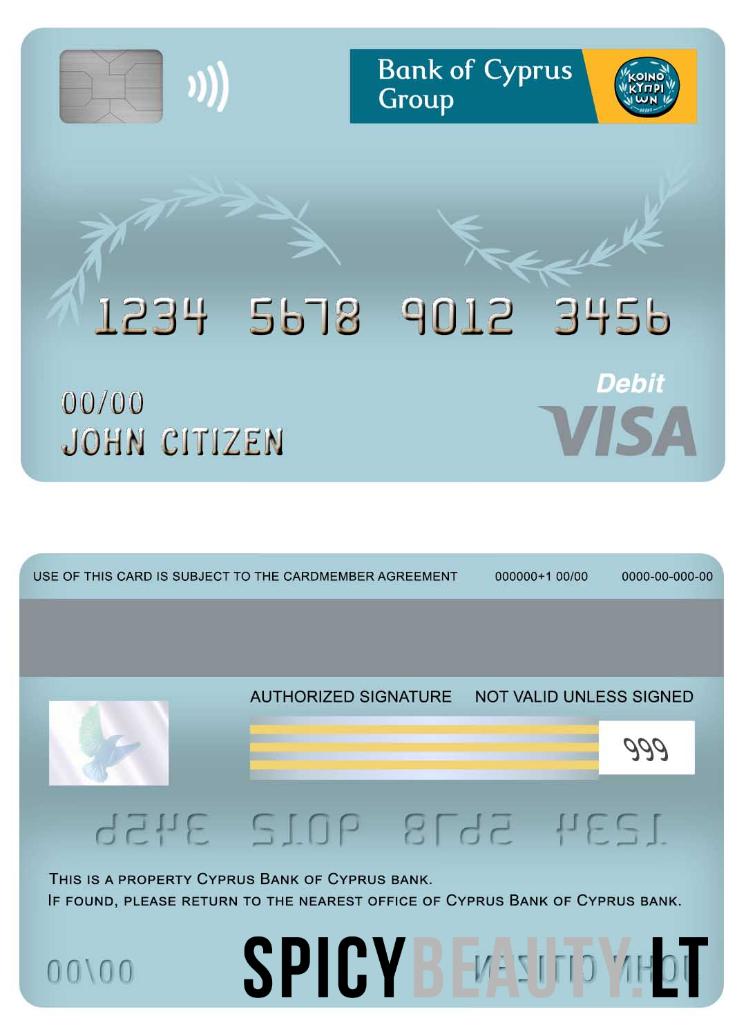 Bank of Cyprus
Group
ΚΟΙΝΟ
ΚΥΠΡΙ
ΩΝ
1234 5678 9012 3456
00/00
JOHN CITIZEN
Debit
VISA
USE OF THIS CARD IS SUBJECT TO THE CARDMEMBER AGREEMENT 000000+1 00/00 0000-00-000-00
AUTHORIZED SIGNATURE NOT VALID UNLESS SIGNED
999
1234 5678 9012 3456
THIS IS A PROPERTY CYPRUS BANK OF CYPRUS BANK.
IF FOUND, PLEASE RETURN TO THE NEAREST OFFICE OF CYPRUS BANK OF CYPRUS BANK.
00/00 JOHN CITIZEN
SPICYBEAUTY.LT